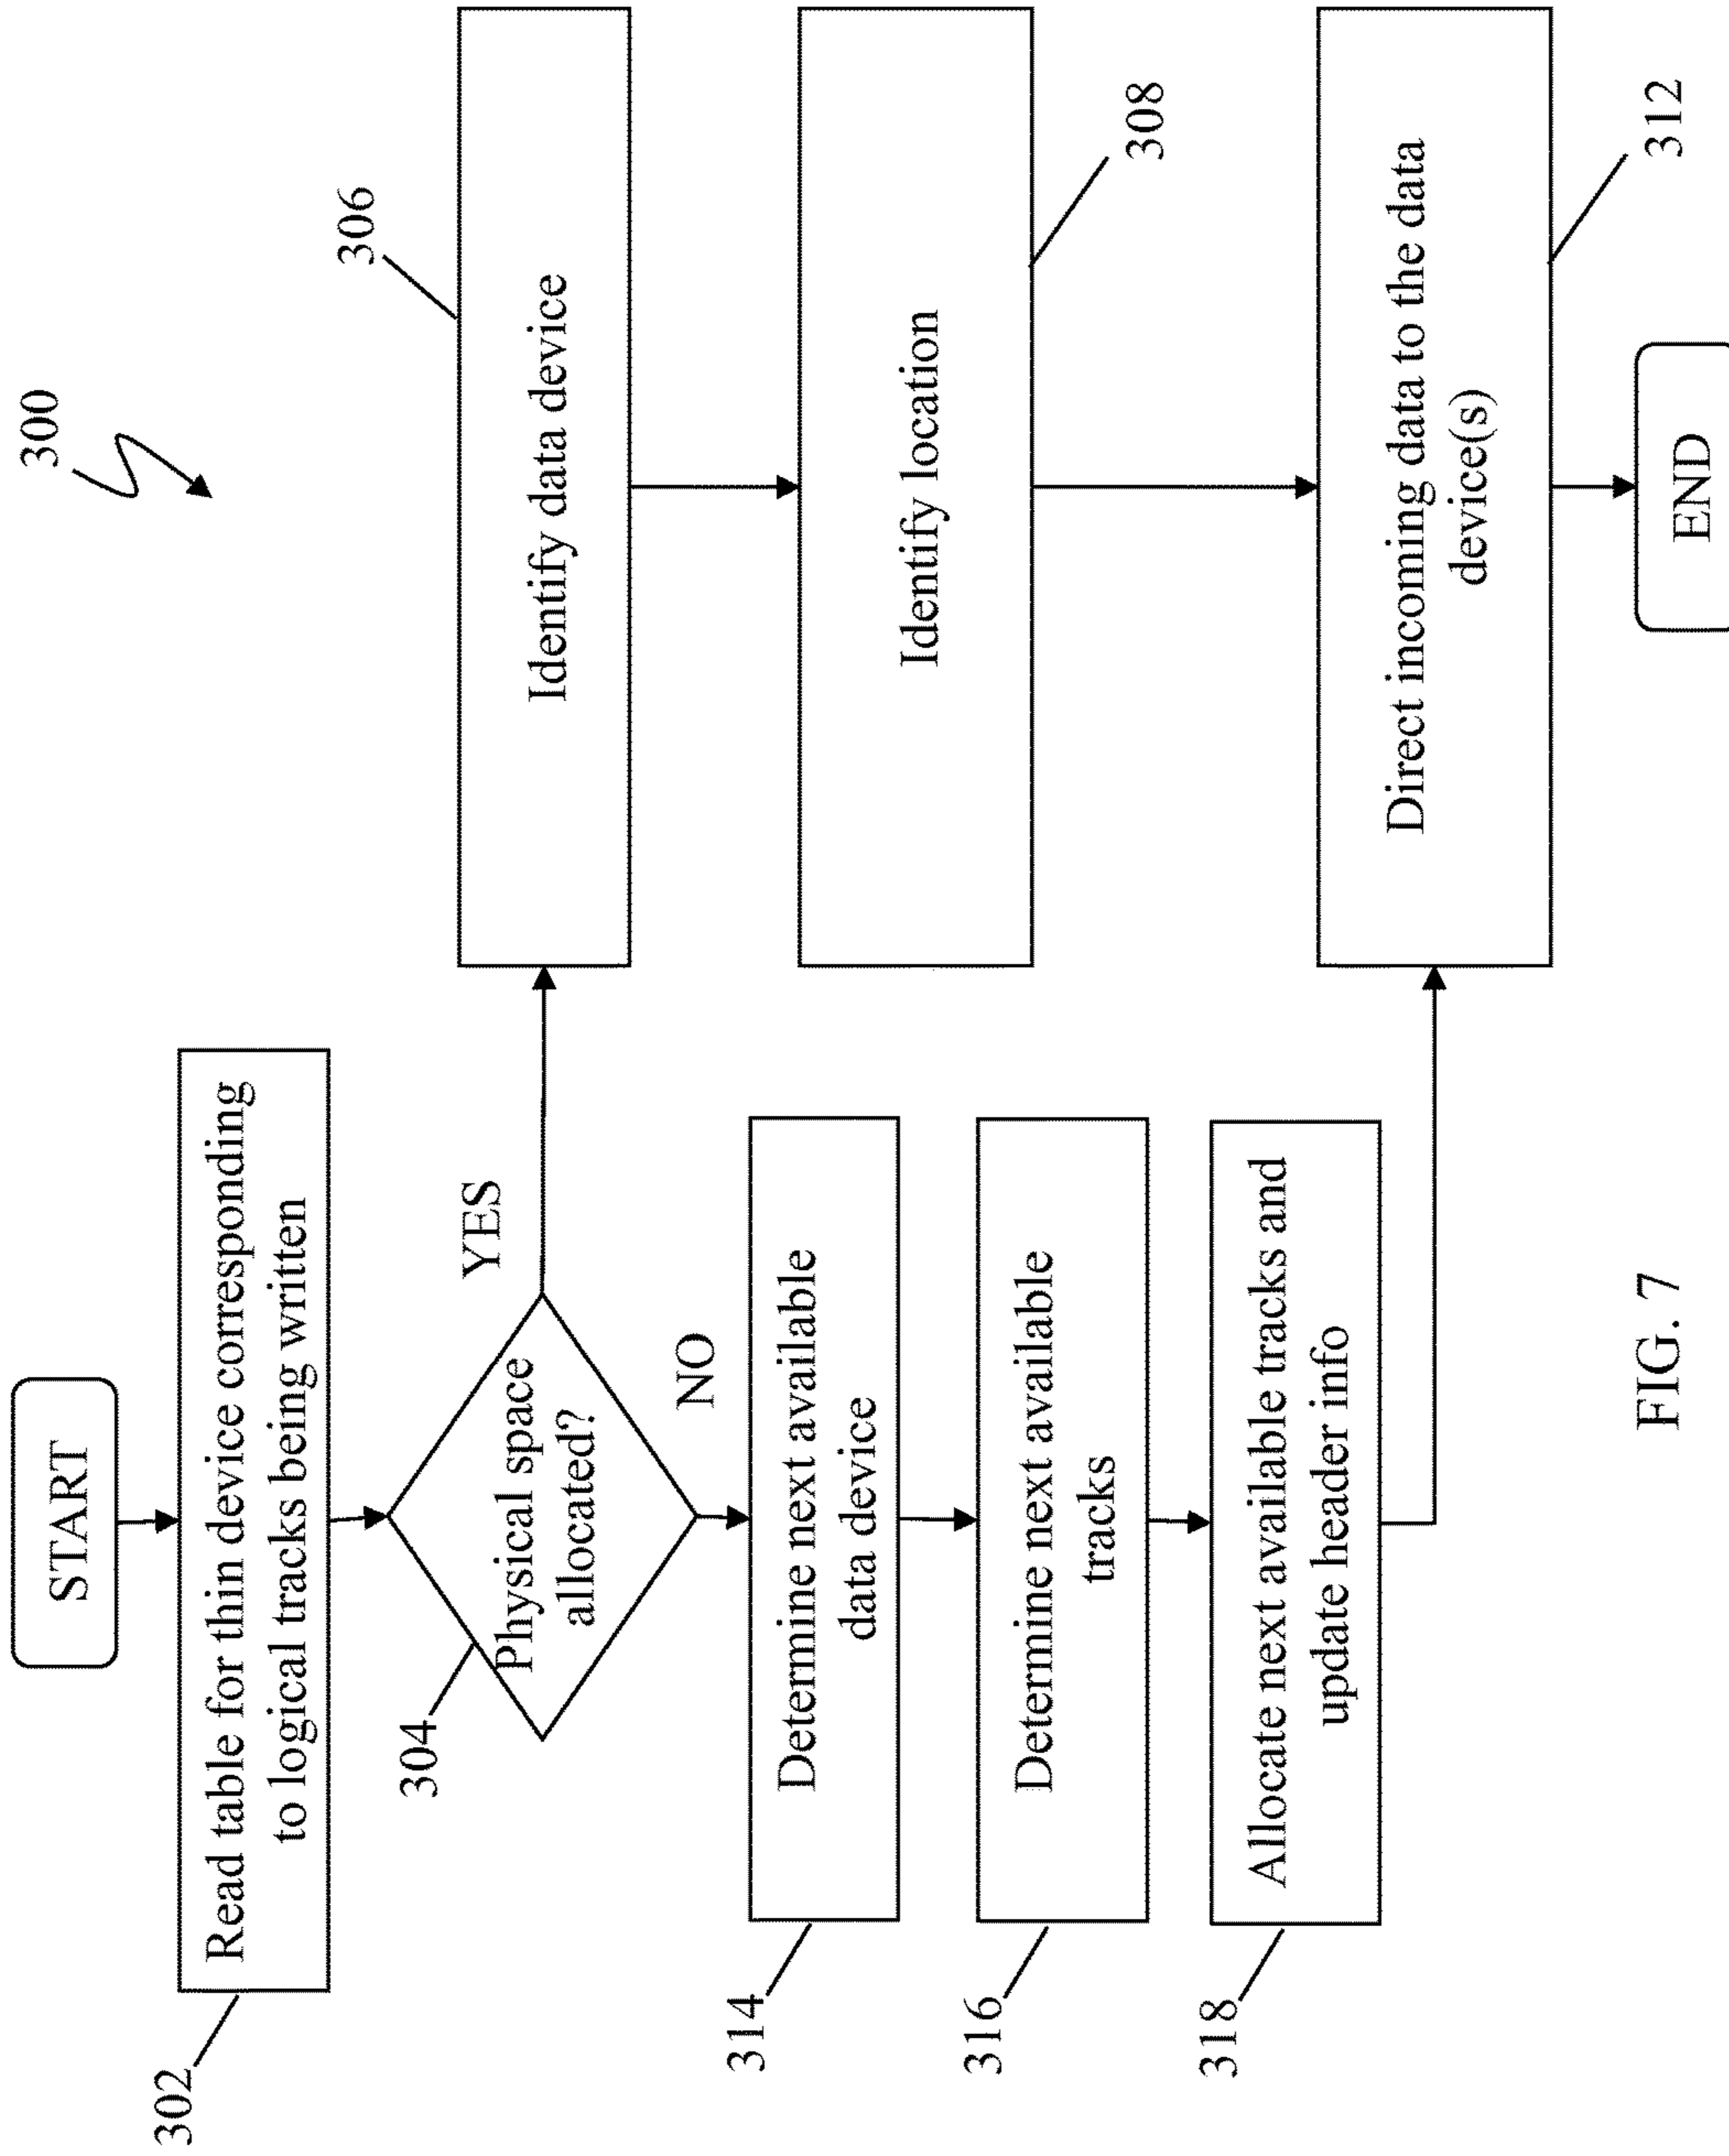 300
START
302
Read table for thin device corresponding
to logical tracks being written
304
Physical space
allocated?
YES
NO
306
Identify data device
308
Identify location
314
Determine next available
data device
316
Determine next available
tracks
318
Allocate next available tracks and
update header info
Direct incoming data to the data
device(s)
312
END
FIG. 7